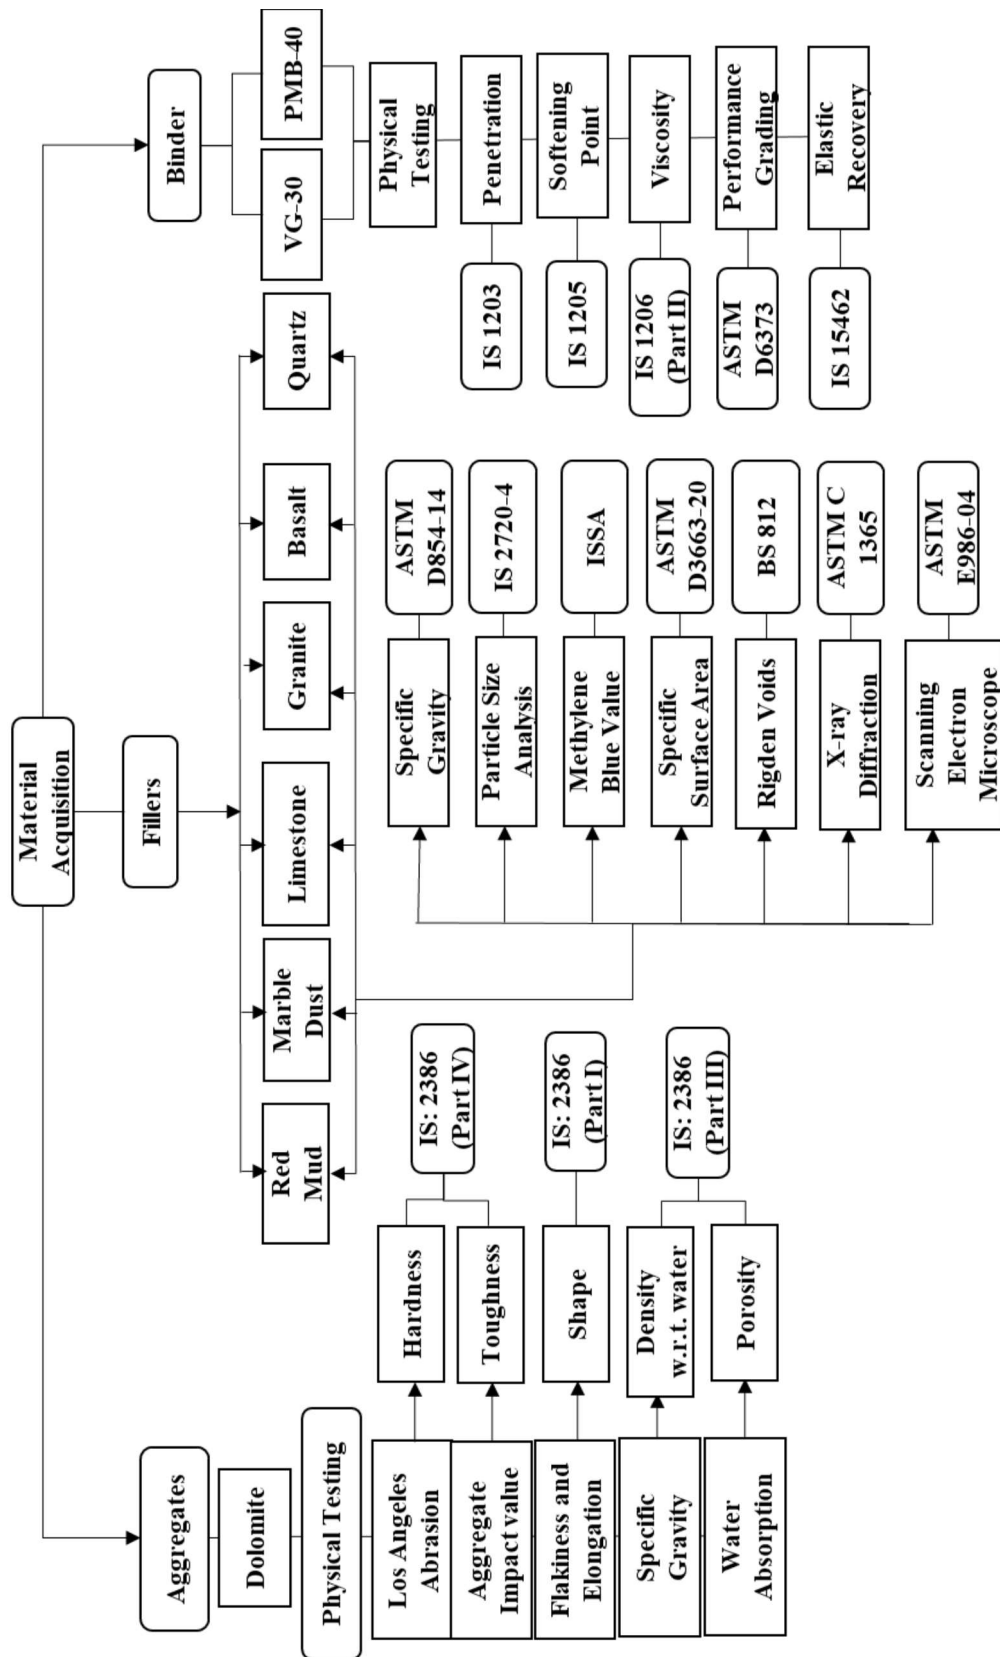 Material
Acquisition
Aggregates
Fillers
Binder
Dolomite
Physical Testing
Los Angeles
Abrasion
Hardness
Aggregate
Impact value
Toughness
IS: 2386
(Part IV)
Flakiness and
Elongation
Shape
IS: 2386
(Part I)
Specific
Gravity
Density
w.r.t. water
Water
Absorption
Porosity
IS: 2386
(Part III)
Red
Mud
Marble
Dust
Limestone
Granite
Basalt
Quartz
Specific
Gravity
ASTM
D854-14
Particle Size
Analysis
IS 2720-4
Methylene
Blue Value
ISSA
Specific
Surface Area
ASTM
D3663-20
Rigden Voids
BS 812
X-ray
Diffraction
ASTM C
1365
Scanning
Electron
Microscope
ASTM
E986-04
VG-30
PMB-40
Physical
Testing
IS 1203
Penetration
IS 1205
Softening
Point
IS 1206
(Part II)
Viscosity
ASTM
D6373
Performance
Grading
IS 15462
Elastic
Recovery